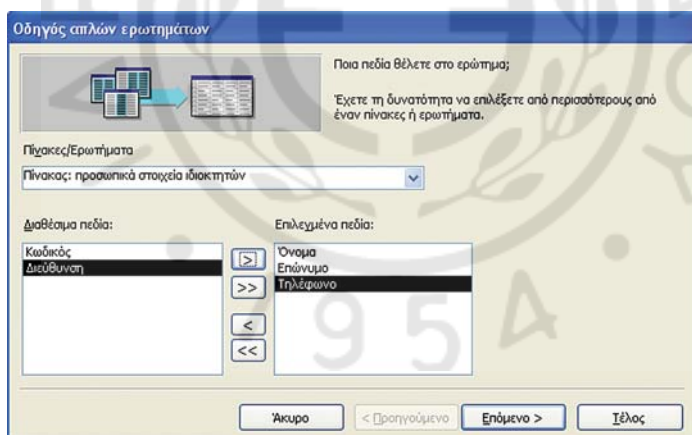 Οδηγός απλών ερωτημάτων
Ποια πεδία θέλετε στο ερώτημα;
Έχετε τη δυνατότητα να επιλέξετε από περισσότερους από
έναν πίνακες ή ερωτήματα.
Πίνακες/Ερωτήματα
Πίνακας: προσωπικά στοιχεία ιδιοκτητών
Διαθέσιμα πεδία:
Επιλεγμένα πεδία:
Κωδικός
Διεύθυνση
>
>>
<
<<
Όνομα
Επώνυμο
Τηλέφωνο
954
Άκυρο
< Προηγούμενο
Επόμενο >
Τέλος